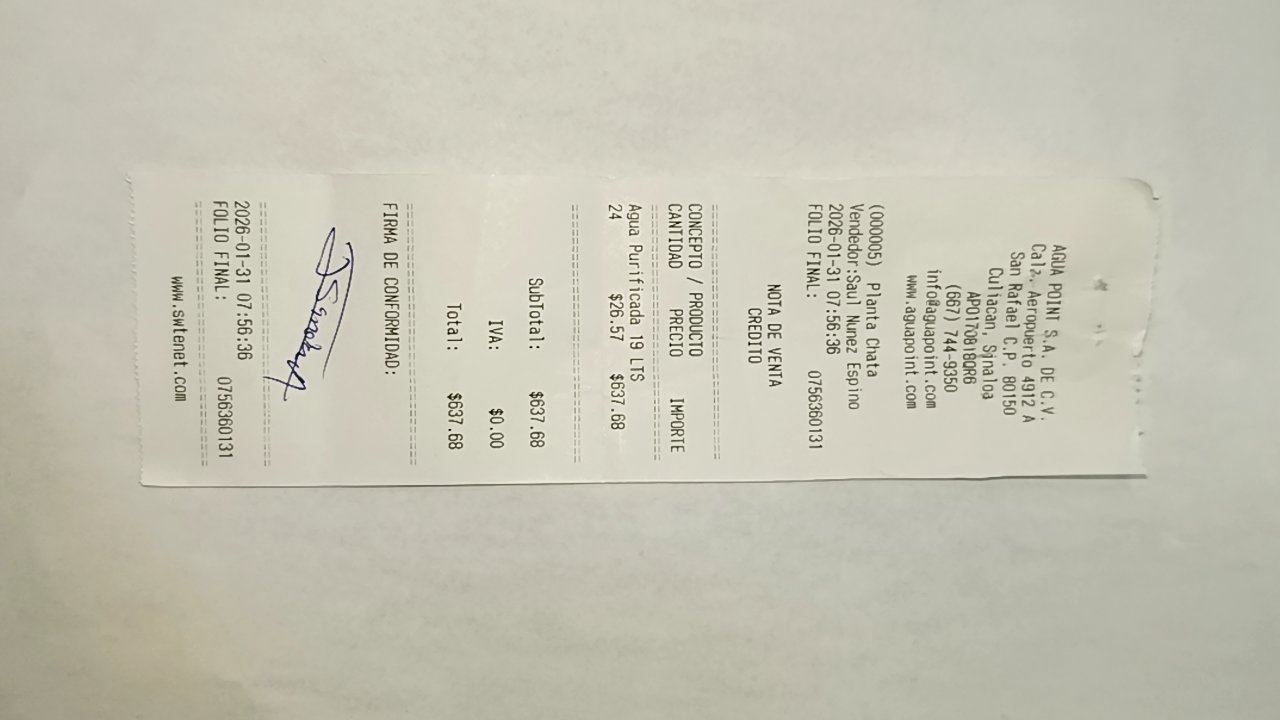 AGUA POINT S.A. DE C.V.
Calz. Aeropuerto 4912 A
San Rafael C.P. 80150
Culiacan, Sinaloa
APO170818QR6
(667) 744-9350
info@aguapoint.com
www.aguapoint.com
(000005) Planta Chata
Vendedor:Saul Nunez Espino
2026-01-31 07:56:36
FOLIO FINAL: 0756360131
NOTA DE VENTA
CREDITO
CONCEPTO / PRODUCTO
CANTIDAD PRECIO IMPORTE
Agua Purificada 19 LTS
24 $26.57 $637.68
SubTotal: $637.68
IVA: $0.00
Total: $637.68
FIRMA DE CONFORMIDAD:
2026-01-31 07:56:36
FOLIO FINAL: 0756360131
www.swtenet.com